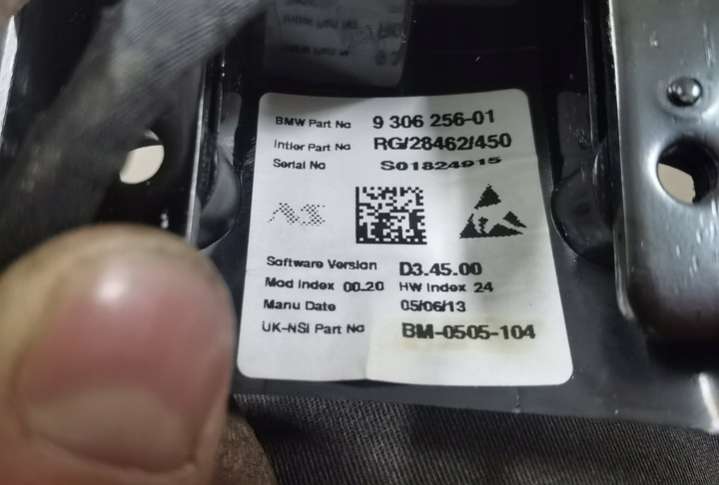 BMW Part No 9 306 256-01
Intier Part No RG/28462/450
Serial No S01824915
Software Version D3.45.00
Mod Index 00.20 HW Index 24
Manu Date 05/06/13
UK-NSI Part No BM-0505-104